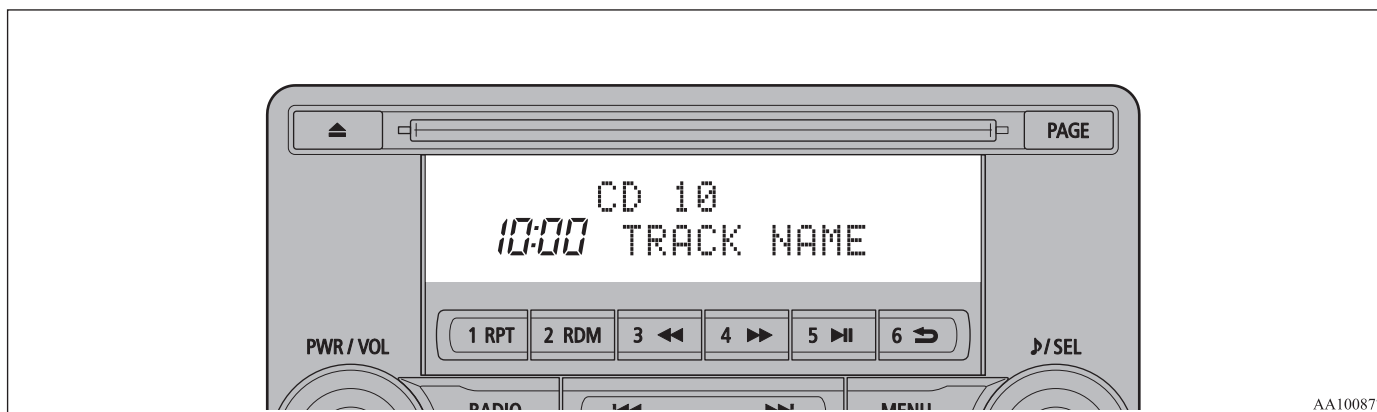 PAGE
CD 10
10:00 TRACK NAME
1 RPT 2 RDM 3 4 5 6
PWR / VOL
♪/ SEL
RADIO
MENU